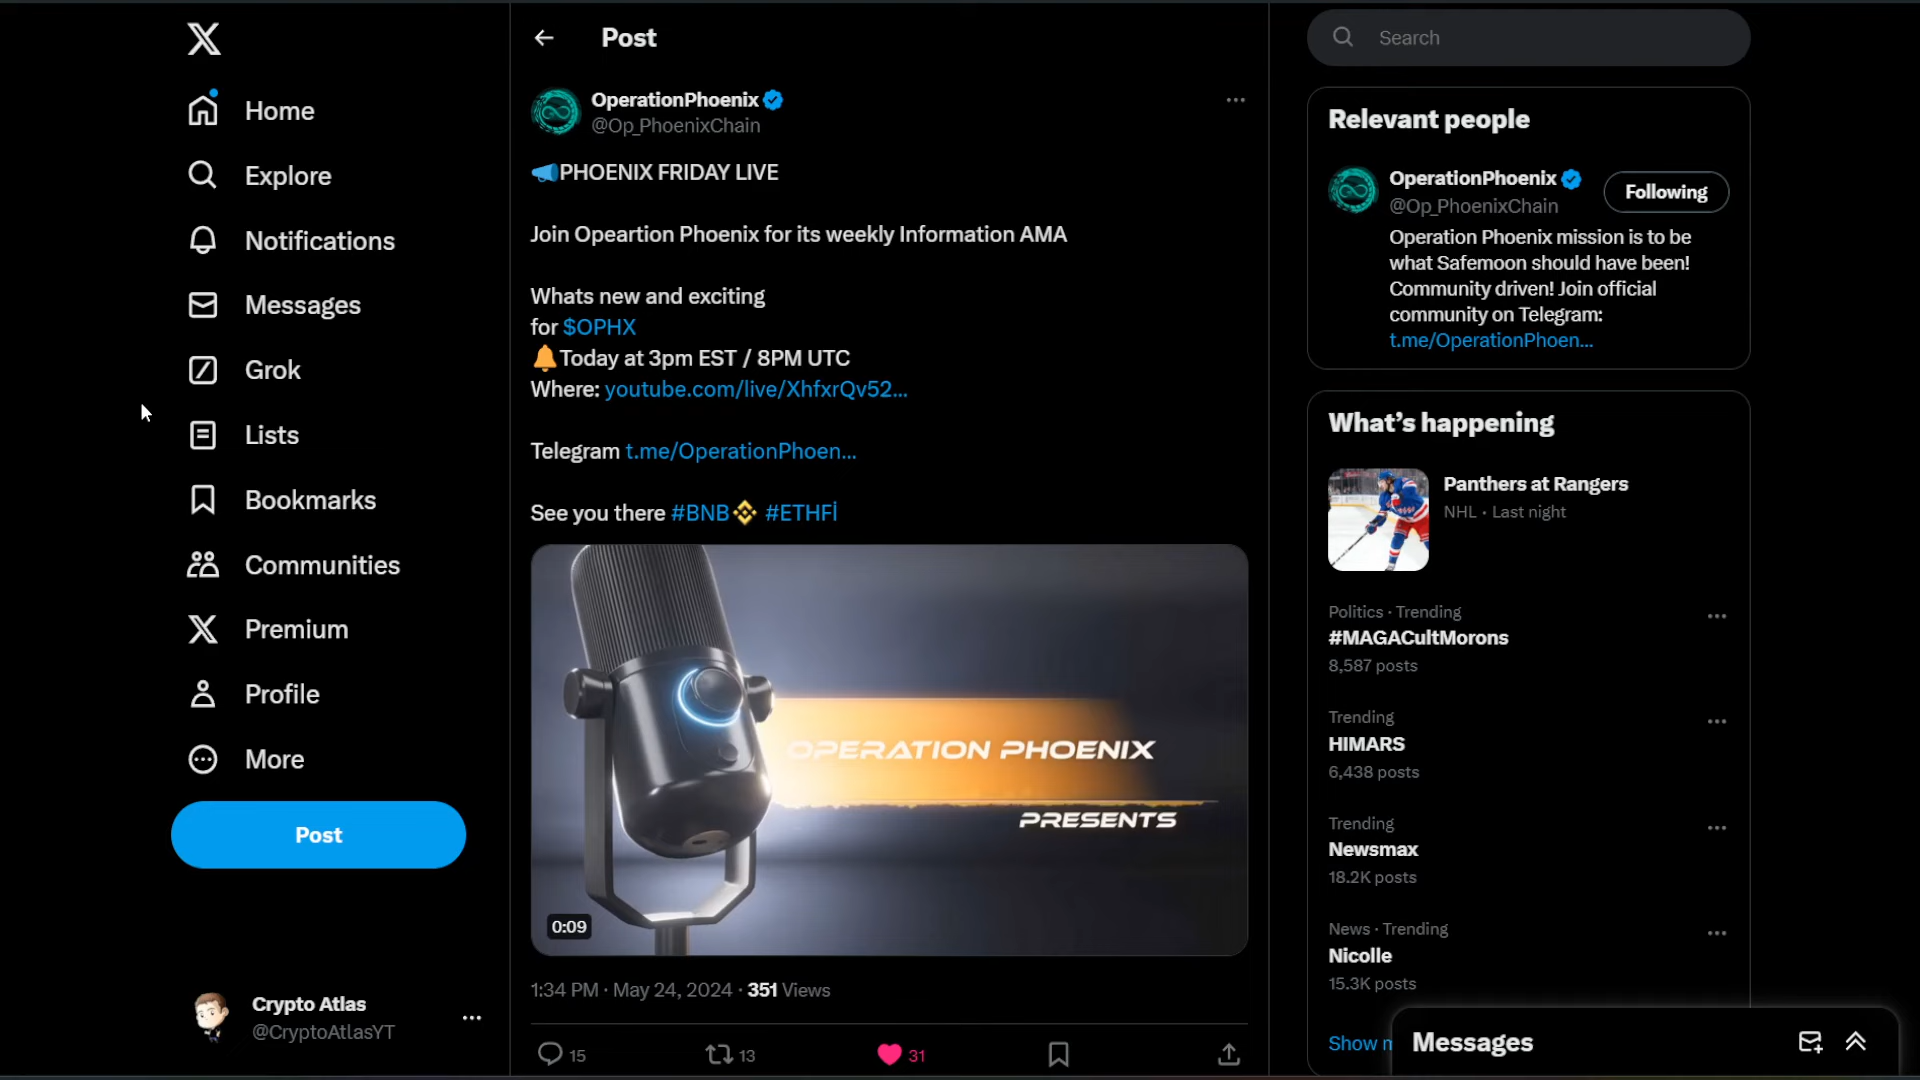 Home
Explore
Notifications
Messages
Grok
Lists
Bookmarks
Communities
Premium
Profile
More
Post
Crypto Atlas
@CryptoAtlasYT
Post
OperationPhoenix
@Op_PhoenixChain
📣PHOENIX FRIDAY LIVE
Join Opeartion Phoenix for its weekly Information AMA
Whats new and exciting
for $OPHX
🔔Today at 3pm EST / 8PM UTC
Where: youtube.com/live/XhfxrQv52...
Telegram t.me/OperationPhoen...
See you there #BNB #ETHFİ
OPERATION PHOENIX
PRESENTS
0:09
1:34 PM · May 24, 2024 · 351 Views
15 13 31
Search
Relevant people
OperationPhoenix
@Op_PhoenixChain
Following
Operation Phoenix mission is to be
what Safemoon should have been!
Community driven! Join official
community on Telegram:
t.me/OperationPhoen...
What's happening
Panthers at Rangers
NHL · Last night
Politics · Trending
#MAGACultMorons
8,587 posts
Trending
HIMARS
6,438 posts
Trending
Newsmax
18.2K posts
News · Trending
Nicolle
15.3K posts
Show
Messages